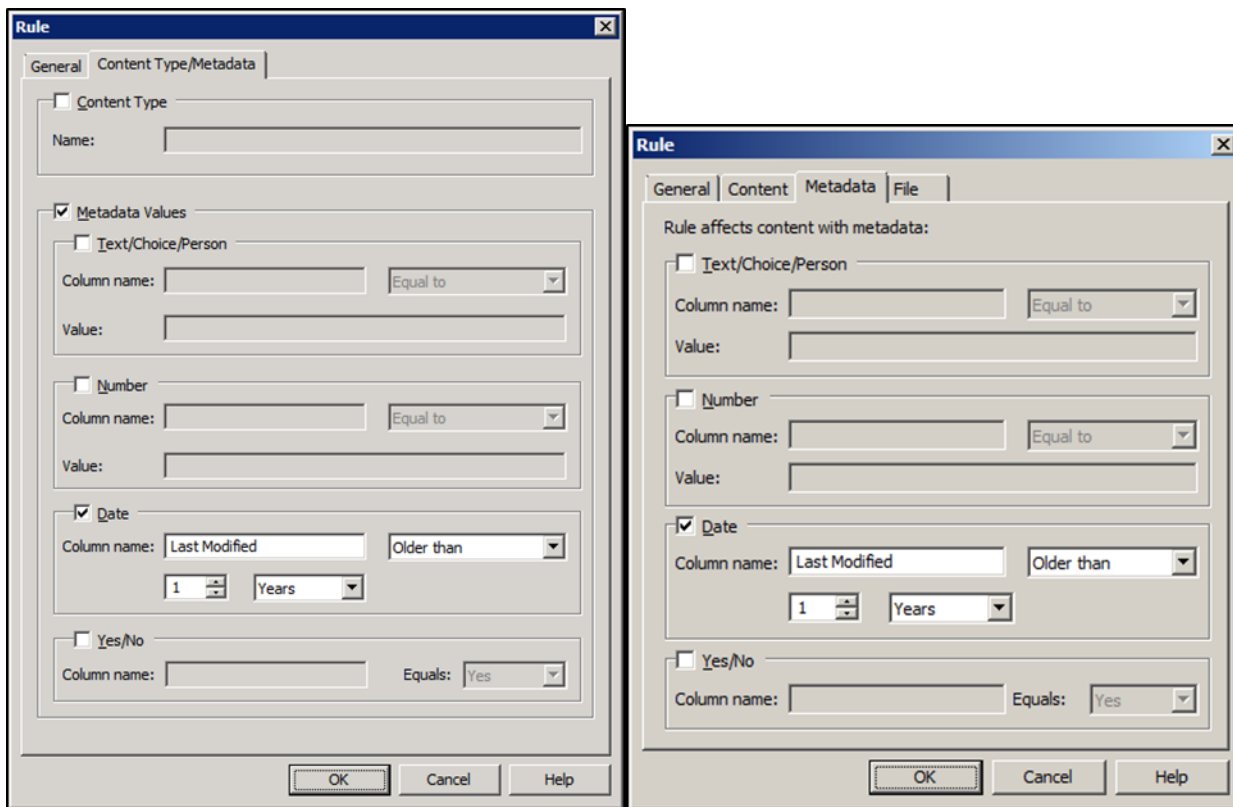 Rule
General Content Type/Metadata
Content Type
Name:
Metadata Values
Text/Choice/Person
Column name: Equal to
Value:
Number
Column name: Equal to
Value:
Date
Column name: Last Modified Older than
1 Years
Yes/No
Column name: Equals: Yes
OK Cancel Help
Rule
General Content Metadata File
Rule affects content with metadata:
Text/Choice/Person
Column name: Equal to
Value:
Number
Column name: Equal to
Value:
Date
Column name: Last Modified Older than
1 Years
Yes/No
Column name: Equals: Yes
OK Cancel Help